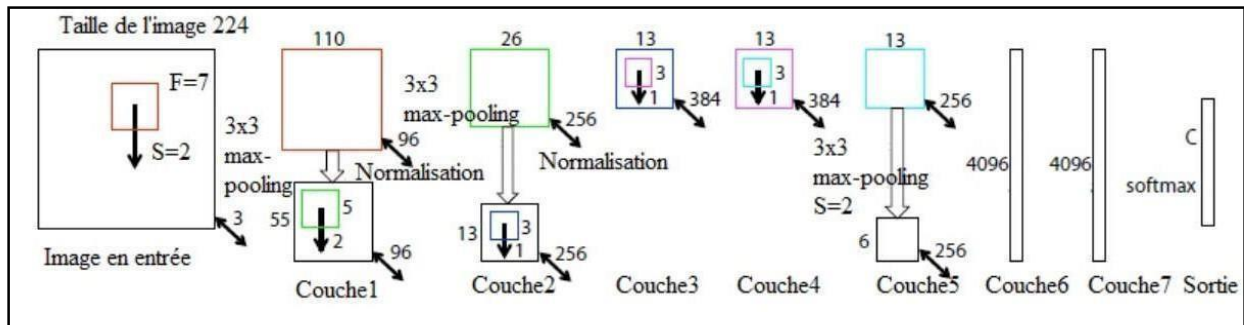 Taille de l'image 224
F=7
S=2
3
Image en entrée
3x3
max-
pooling
110
96
Normalisation
55
5
2
96
Couche1
3x3
max-pooling
26
256
Normalisation
13
3
1
256
Couche2
13
3
1
384
Couche3
13
3
1
384
Couche4
3x3
max-pooling
S=2
13
256
6
256
Couche5
4096
Couche6
4096
Couche7
C
softmax
Sortie